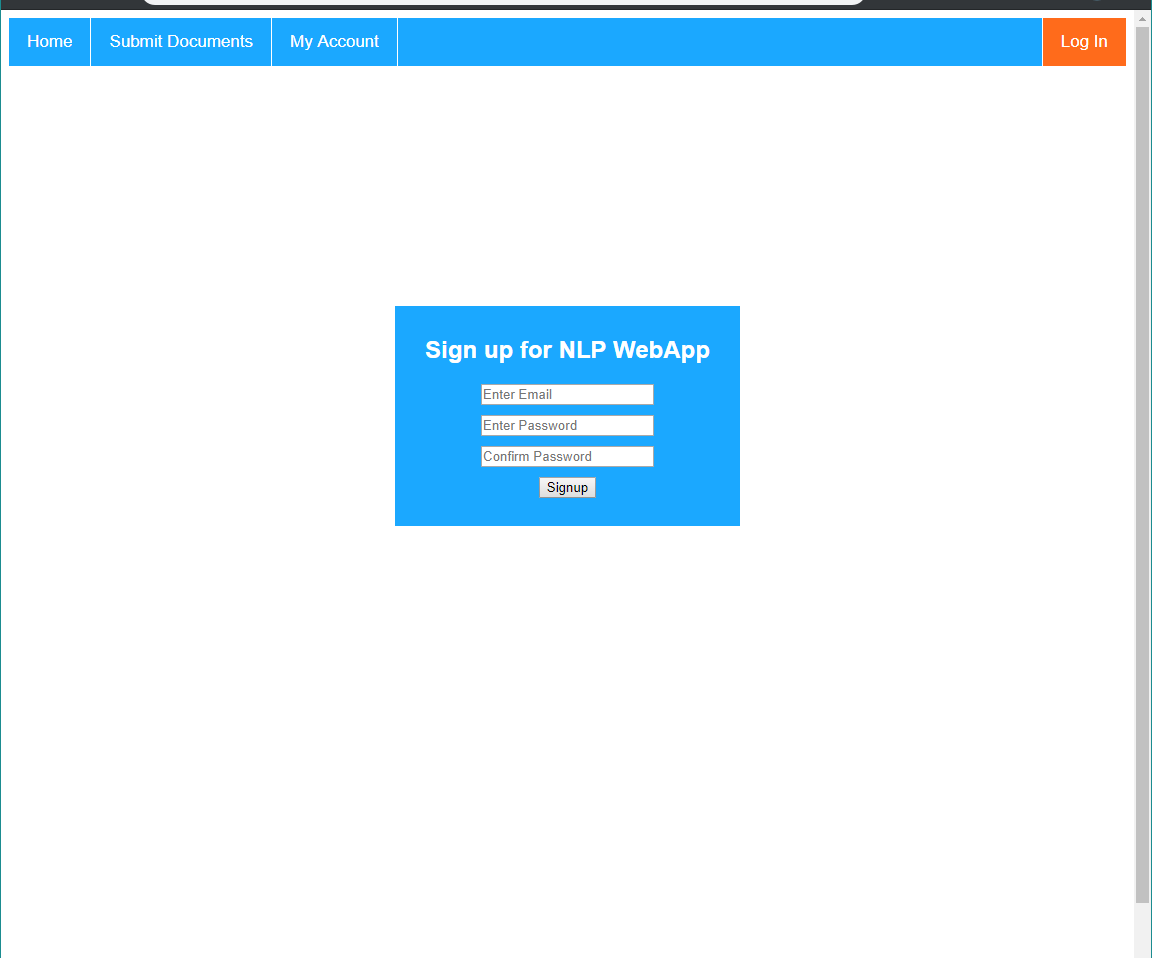 Home Submit Documents My Account Log In
Sign up for NLP WebApp
Enter Email
Enter Password
Confirm Password
Signup